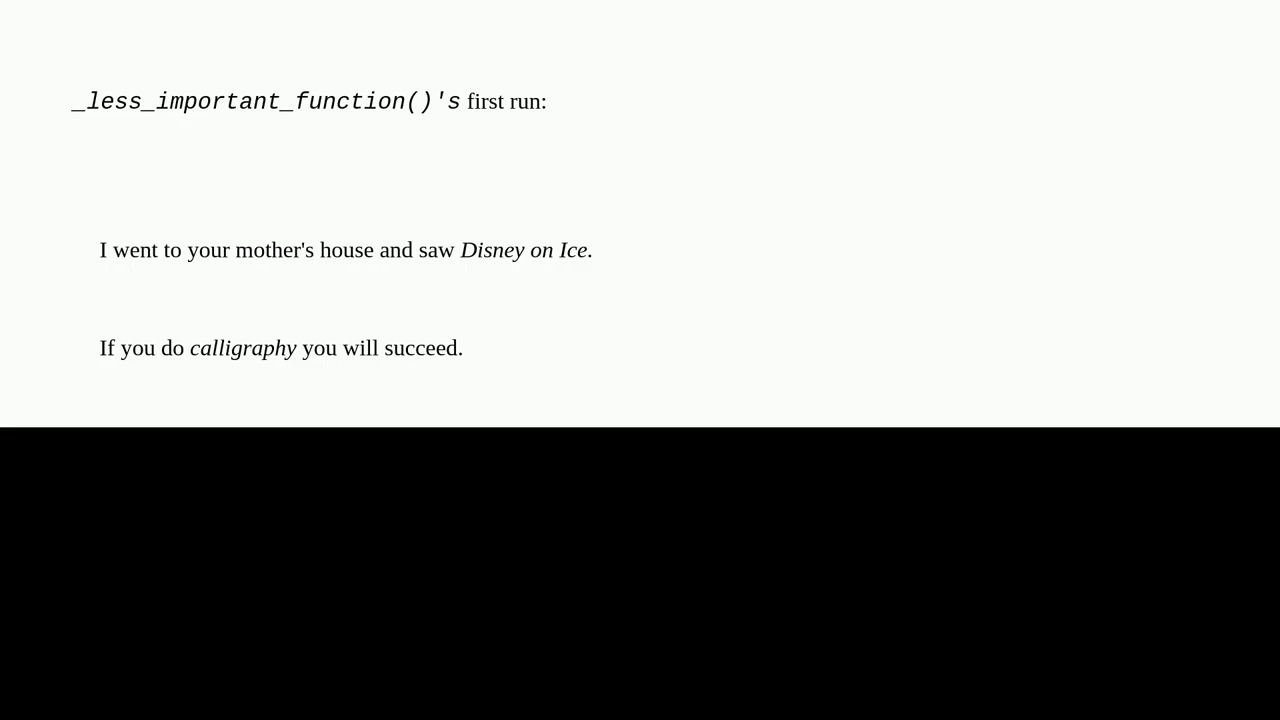 _less_important_function()'s first run:
I went to your mother's house and saw Disney on Ice.
If you do calligraphy you will succeed.